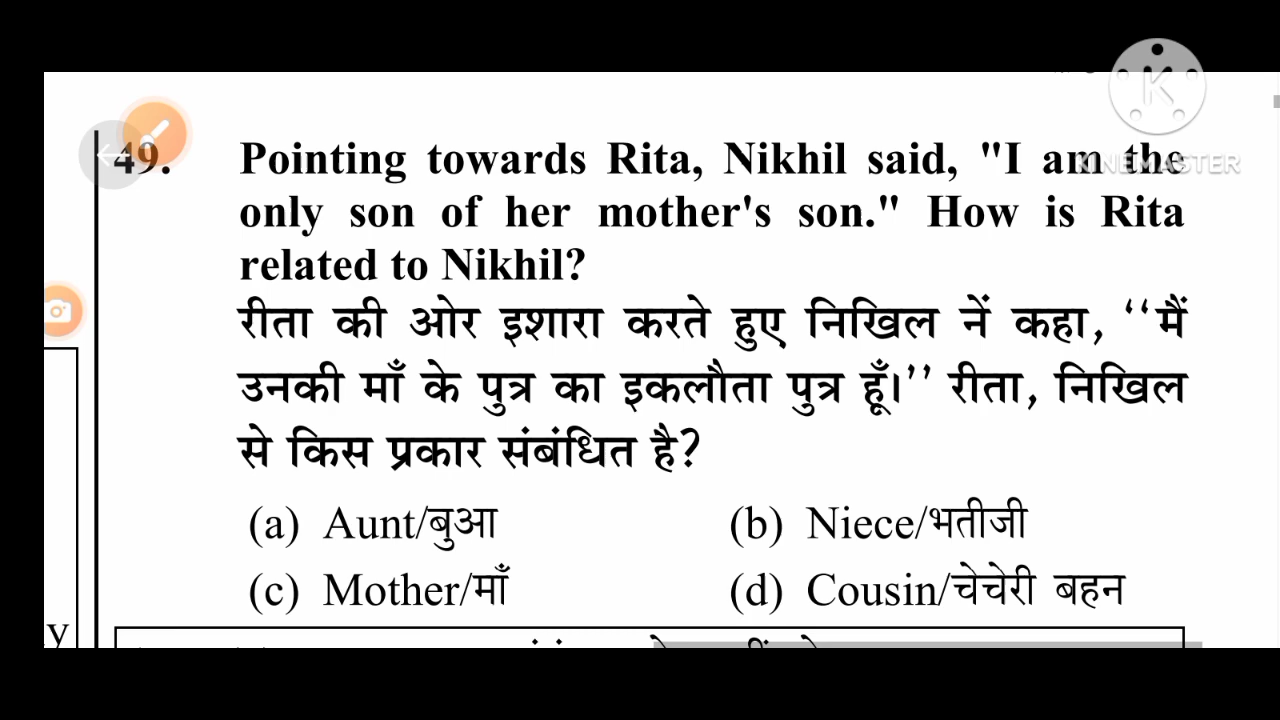 KINEMASTER
49. Pointing towards Rita, Nikhil said, "I am the
only son of her mother's son." How is Rita
related to Nikhil?
रीता की ओर इशारा करते हुए निखिल नें कहा, ‘‘मैं
उनकी माँ के पुत्र का इकलौता पुत्र हूँ।’’ रीता, निखिल
से किस प्रकार संबंधित है?
(a) Aunt/बुआ (b) Niece/भतीजी
(c) Mother/माँ (d) Cousin/चेचेरी बहन
y